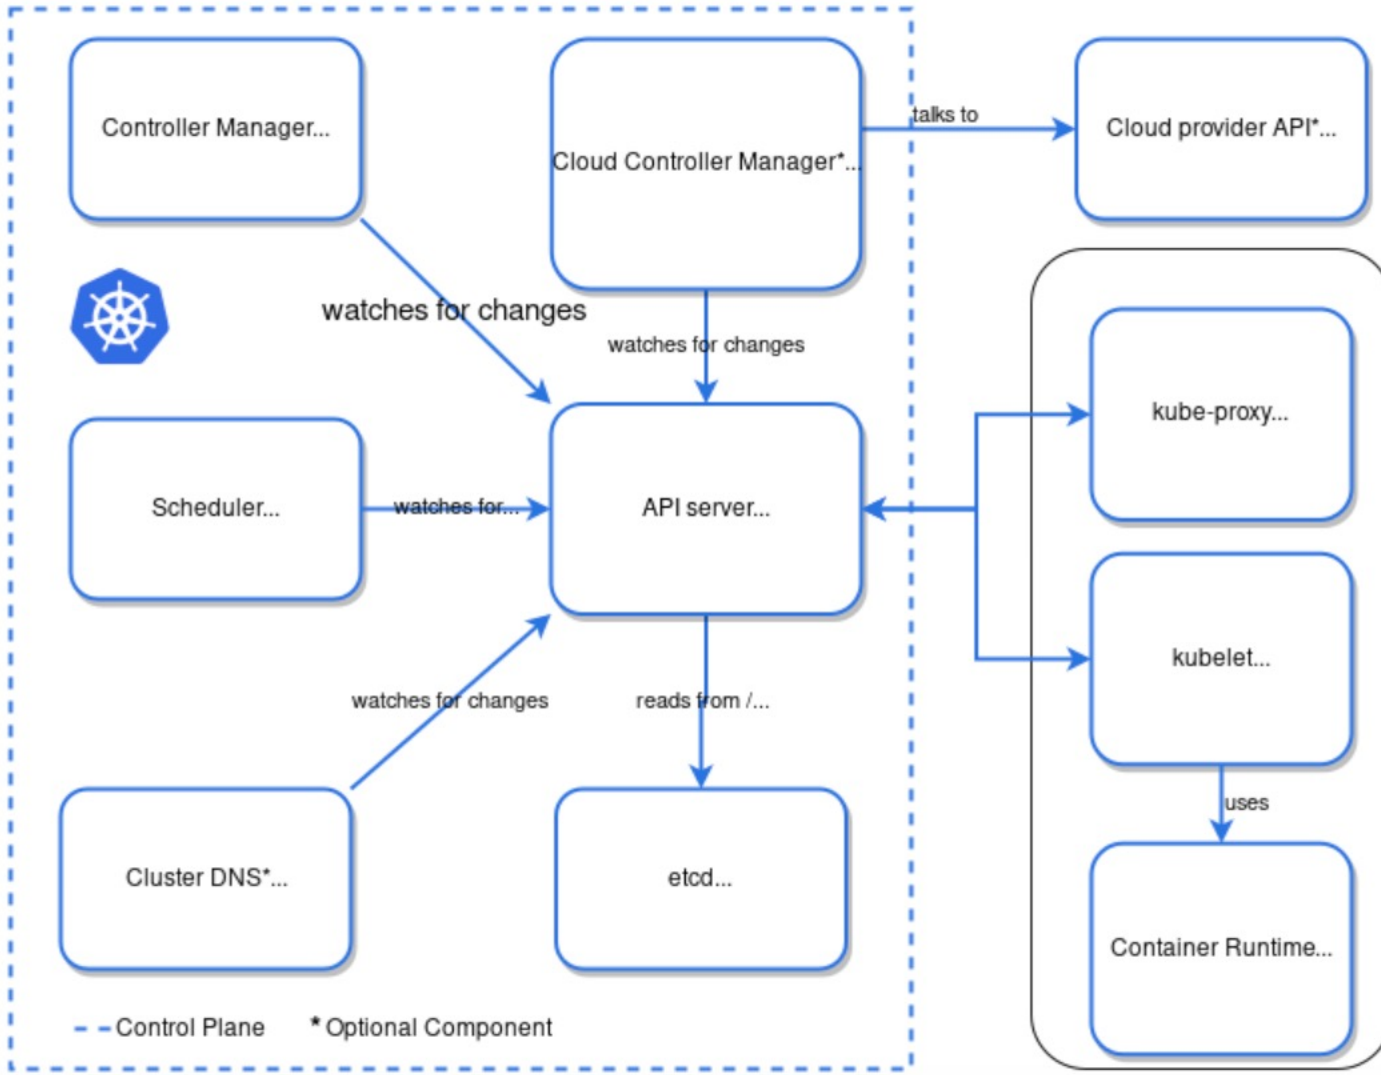 Controller Manager...
Cloud Controller Manager*...
talks to
Cloud provider API*...
watches for changes
watches for changes
kube-proxy...
Scheduler...
watches for...
API server...
kubelet...
watches for changes
reads from /...
uses
Cluster DNS*...
etcd...
Container Runtime...
Control Plane
* Optional Component